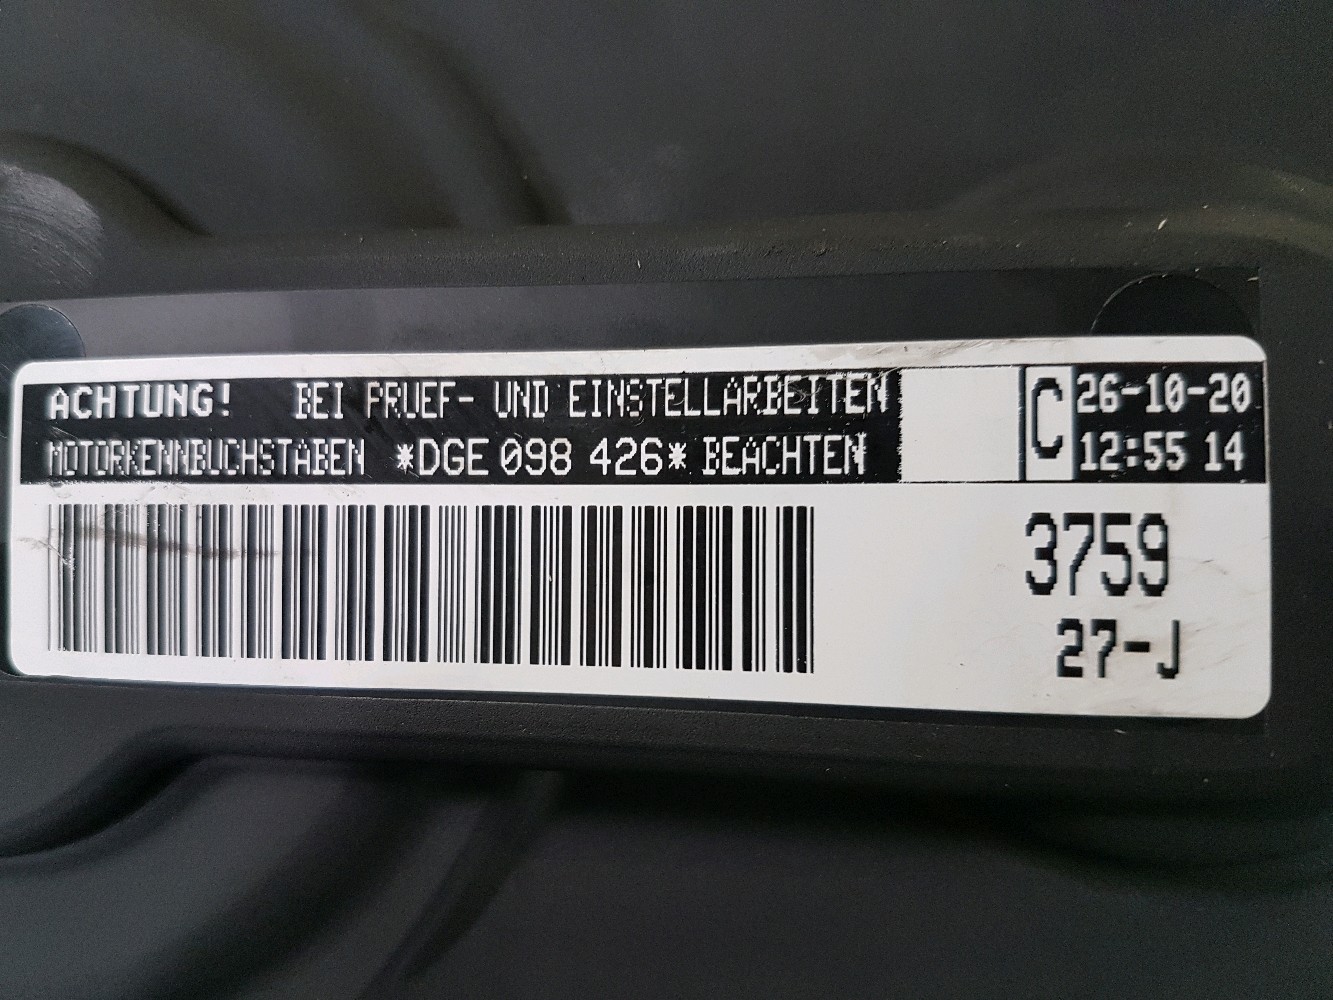 ACHTUNG! BEI PRUEF- UND EINSTELLARBEITEN
MOTORKENNBUCHSTABEN *DGE 098 426* BEACHTEN
C
26-10-20
12:55 14
3759
27-J